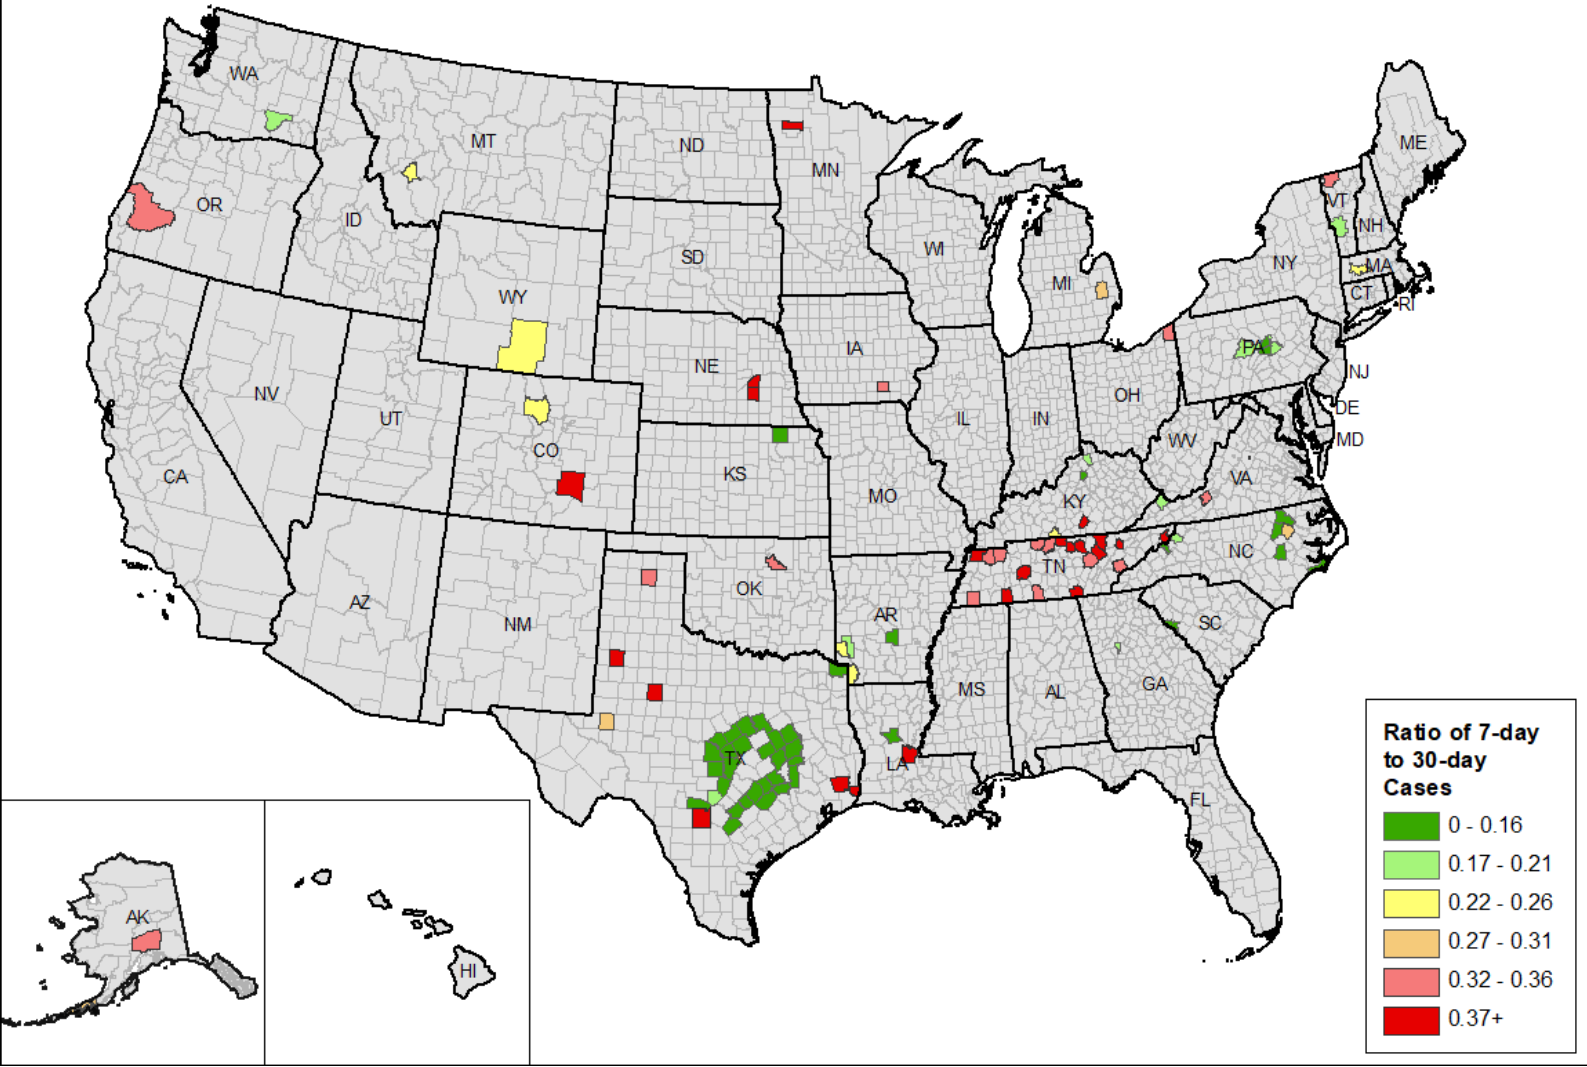 WA
MT
ND
MN
ME
OR
ID
SD
WI
MI
VT
NH
NY
MA
CT
RI
WY
NE
IA
PA
NJ
NV
UT
CO
IL
IN
OH
DE
MD
WV
VA
CA
KS
MO
KY
NC
TN
AZ
NM
OK
AR
SC
MS
AL
GA
TX
LA
FL
AK
HI
Ratio of 7-day
to 30-day
Cases
0 - 0.16
0.17 - 0.21
0.22 - 0.26
0.27 - 0.31
0.32 - 0.36
0.37+